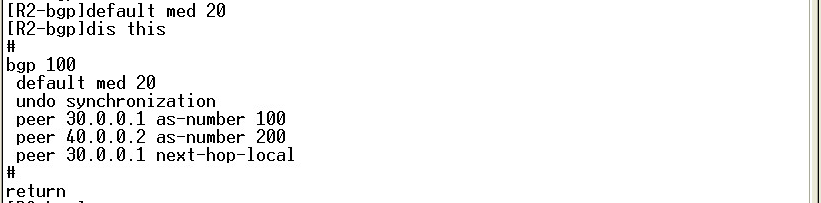 [R2-bgp]default med 20
[R2-bgp]dis this
#
bgp 100
 default med 20
 undo synchronization
 peer 30.0.0.1 as-number 100
 peer 40.0.0.2 as-number 200
 peer 30.0.0.1 next-hop-local
#
return